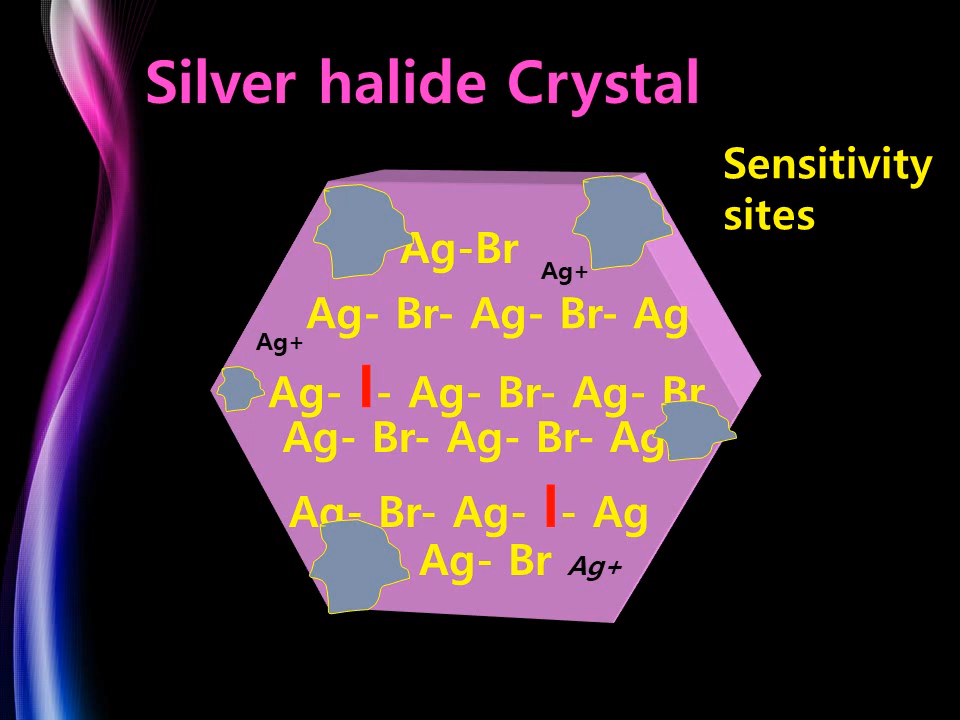 Silver halide Crystal
Sensitivity
sites
Ag-Br
Ag+
Ag- Br- Ag- Br- Ag
Ag+
Ag- I- Ag- Br- Ag- Br
Ag- Br- Ag- Br- Ag
Ag- Br- Ag- I- Ag
Ag- Br
Ag+